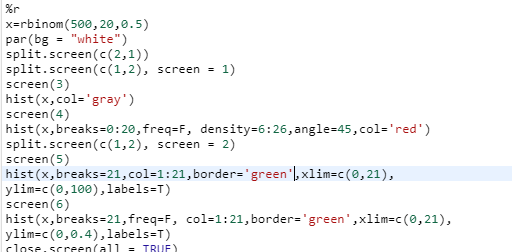 %r
x=rbinom(500,20,0.5)
par(bg = "white")
split.screen(c(2,1))
split.screen(c(1,2), screen = 1)
screen(3)
hist(x,col='gray')
screen(4)
hist(x,breaks=0:20,freq=F, density=6:26,angle=45,col='red')
split.screen(c(1,2), screen = 2)
screen(5)
hist(x,breaks=21,col=1:21,border='green',xlim=c(0,21),
ylim=c(0,100),labels=T)
screen(6)
hist(x,breaks=21,freq=F, col=1:21,border='green',xlim=c(0,21),
ylim=c(0,0.4),labels=T)
close.screen(all = TRUE)